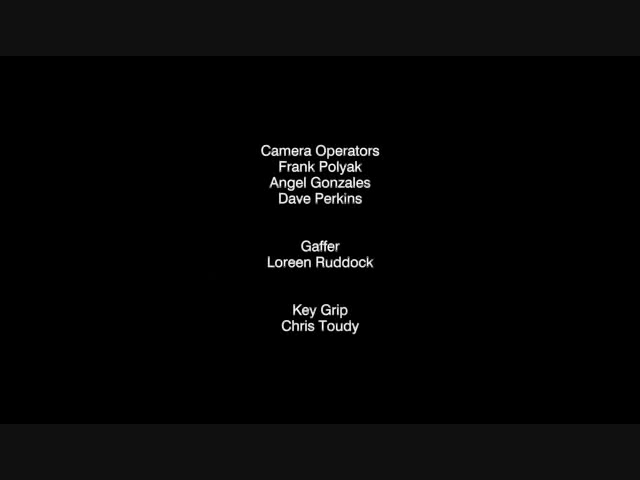 Camera Operators
Frank Polyak
Angel Gonzales
Dave Perkins
Gaffer
Loreen Ruddock
Key Grip
Chris Toudy